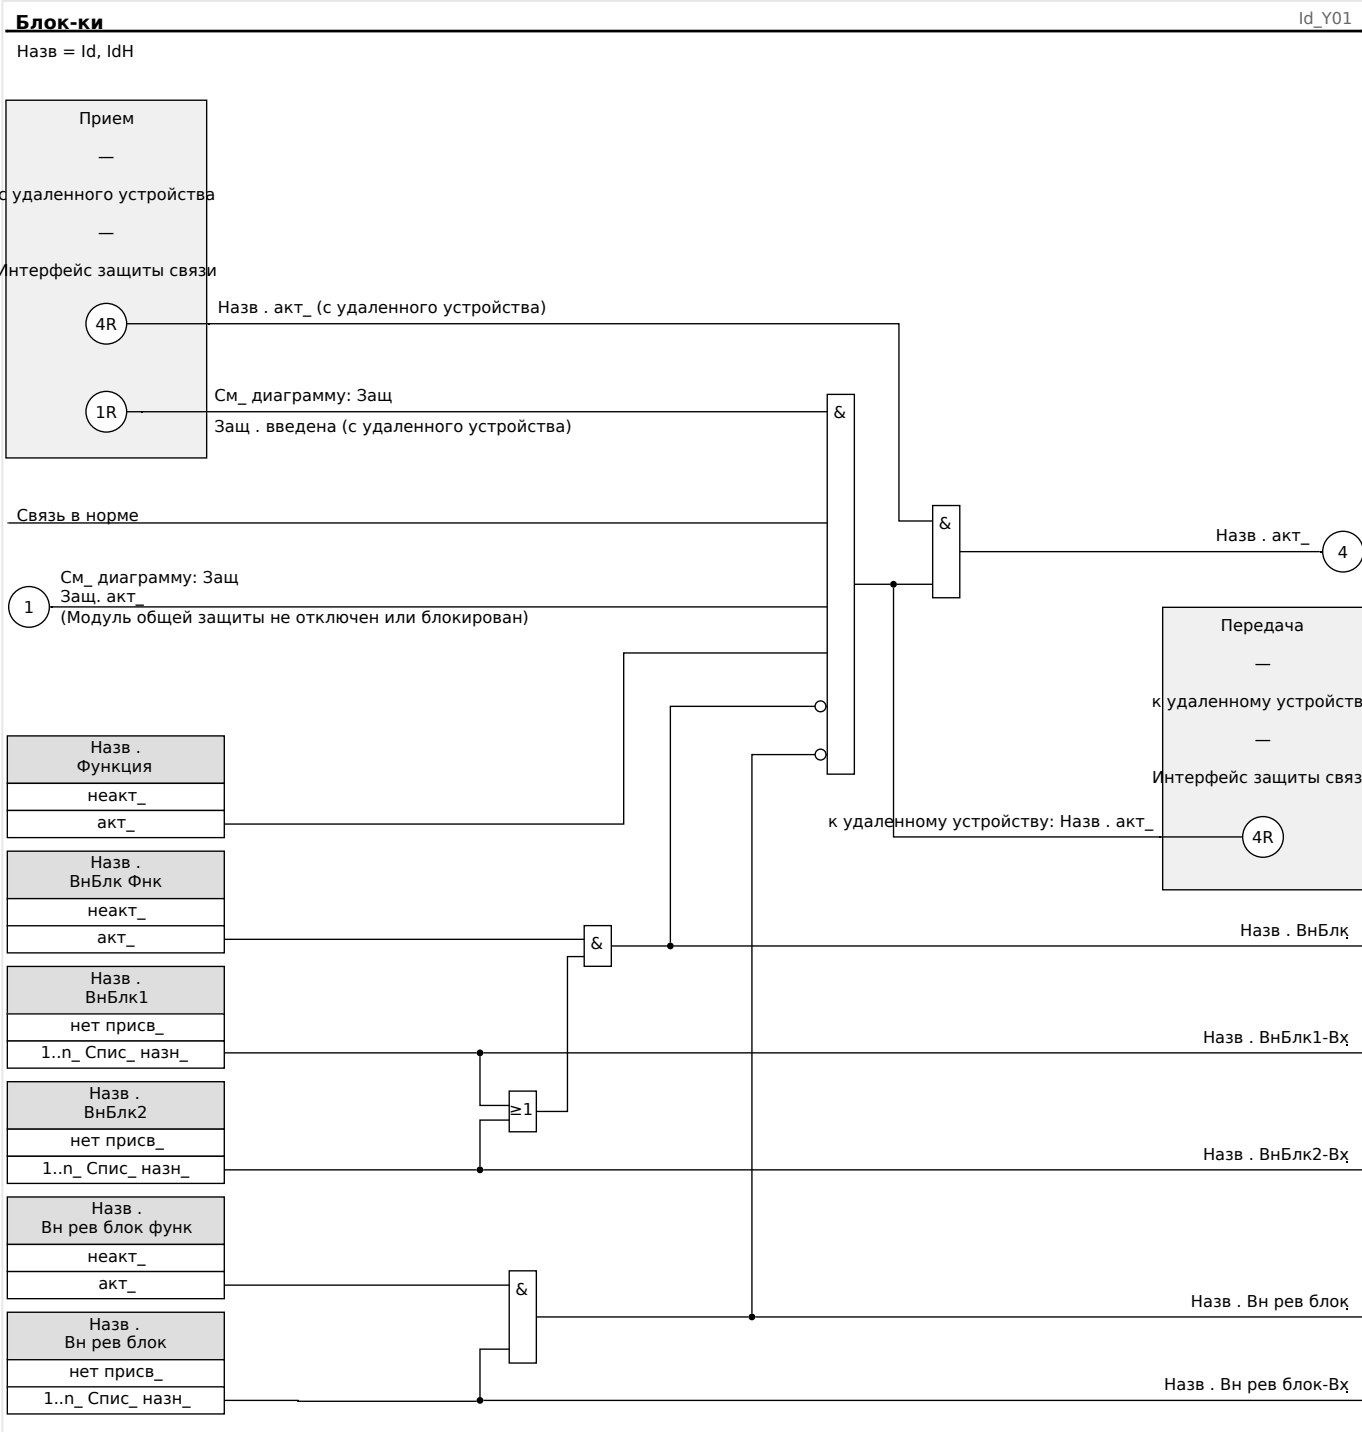 Блок-ки
Id_Y01
Назв = Id, IdH
Прием
—
с удаленного устройства
—
Интерфейс защиты связи
4R
Назв . акт_ (с удаленного устройства)
1R
См_ диаграмму: Защ
Защ . введена (с удаленного устройства)
&
Связь в норме
&
Назв . акт_
4
1
См_ диаграмму: Защ
Защ. акт_
(Модуль общей защиты не отключен или блокирован)
Передача
—
к удаленному устройств
—
Интерфейс защиты связ
к удаленному устройству: Назв . акт_
4R
Назв .
Функция
неакт_
акт_
Назв .
ВнБлк Фнк
неакт_
акт_
&
Назв . ВнБлк
Назв .
ВнБлк1
нет присв_
1..n_ Спис_ назн_
Назв . ВнБлк1-Вх
≥1
Назв .
ВнБлк2
нет присв_
1..n_ Спис_ назн_
Назв . ВнБлк2-Вх
Назв .
Вн рев блок функ
неакт_
акт_
&
Назв . Вн рев блок
Назв .
Вн рев блок
нет присв_
1..n_ Спис_ назн_
Назв . Вн рев блок-Вх